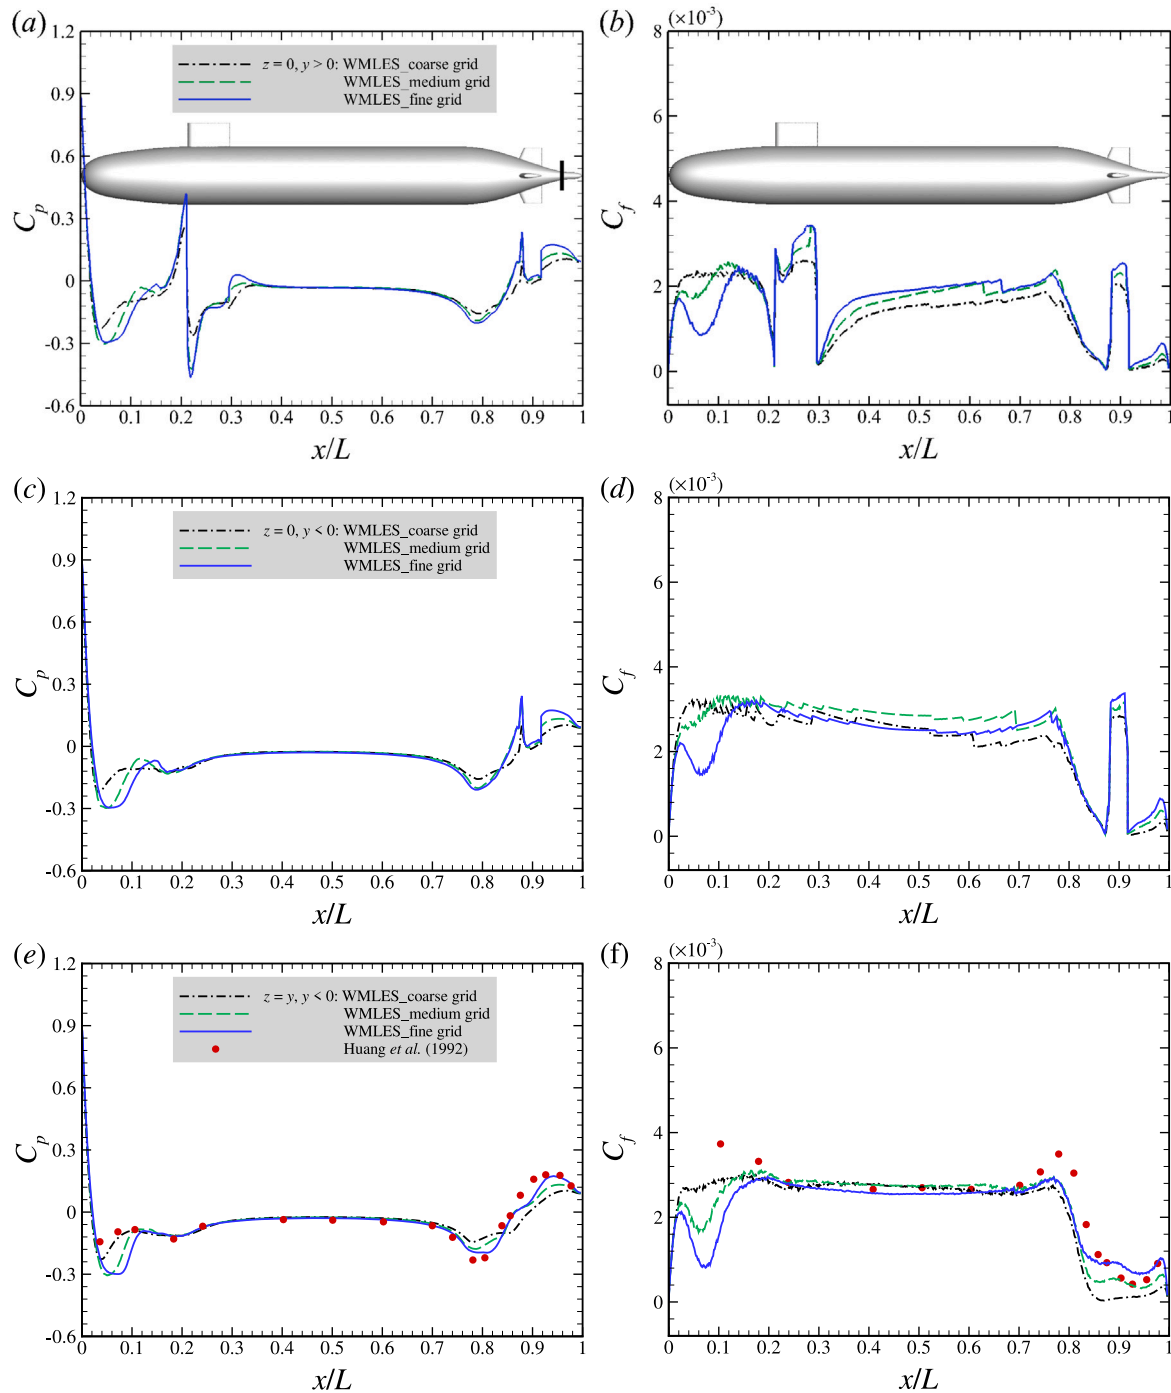 (a)
1.2
0.9
0.6
0.3
0
-0.3
-0.6
C_p
z = 0, y > 0: WMLES_coarse grid
WMLES_medium grid
WMLES_fine grid
0 0.1 0.2 0.3 0.4 0.5 0.6 0.7 0.8 0.9 1
x/L
(b)
(×10⁻³)
8
6
4
2
0
C_f
0 0.1 0.2 0.3 0.4 0.5 0.6 0.7 0.8 0.9 1
x/L
(c)
1.2
0.9
0.6
0.3
0
-0.3
-0.6
C_p
z = 0, y < 0: WMLES_coarse grid
WMLES_medium grid
WMLES_fine grid
0 0.1 0.2 0.3 0.4 0.5 0.6 0.7 0.8 0.9 1
x/L
(d)
(×10⁻³)
8
6
4
2
0
C_f
0 0.1 0.2 0.3 0.4 0.5 0.6 0.7 0.8 0.9 1
x/L
(e)
1.2
0.9
0.6
0.3
0
-0.3
-0.6
C_p
z = y, y < 0: WMLES_coarse grid
WMLES_medium grid
WMLES_fine grid
Huang et al. (1992)
0 0.1 0.2 0.3 0.4 0.5 0.6 0.7 0.8 0.9 1
x/L
(f)
(×10⁻³)
8
6
4
2
0
C_f
0 0.1 0.2 0.3 0.4 0.5 0.6 0.7 0.8 0.9 1
x/L